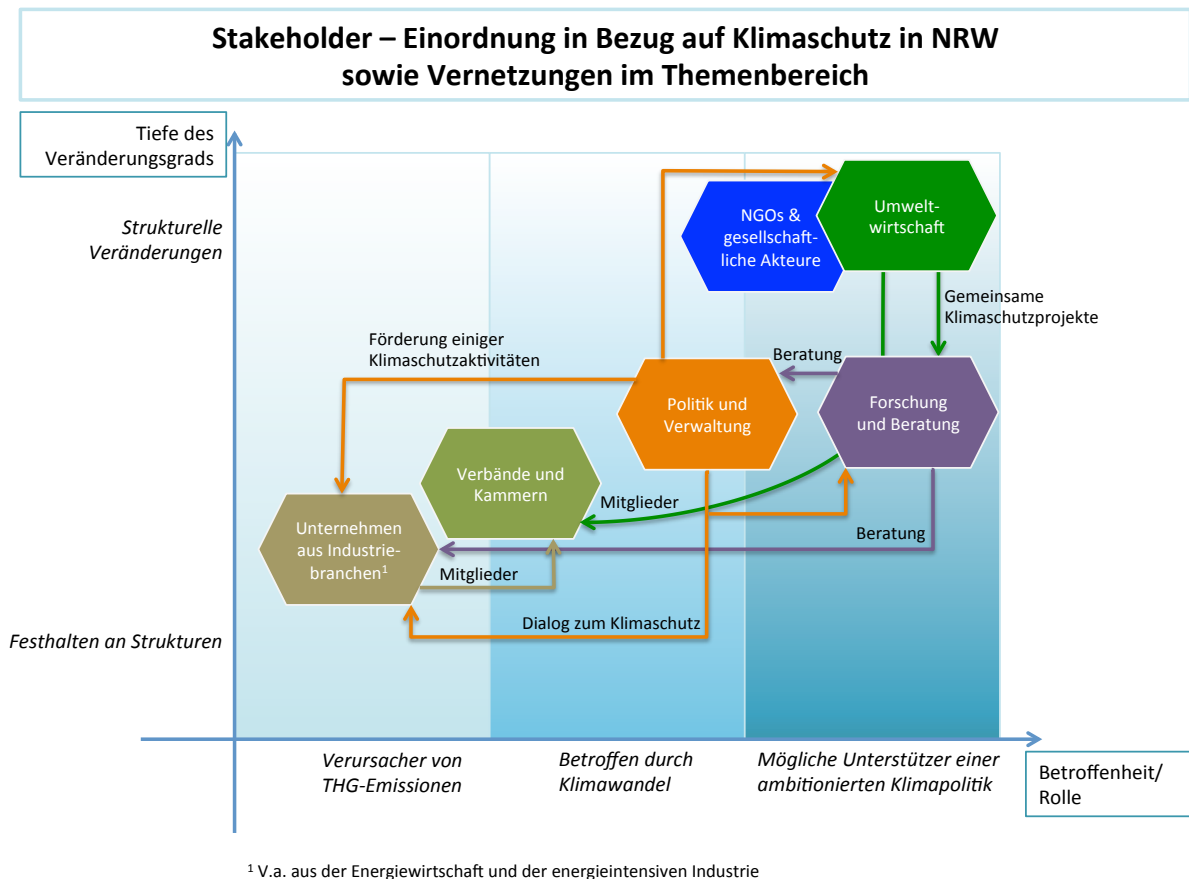 Stakeholder – Einordnung in Bezug auf Klimaschutz in NRW
sowie Vernetzungen im Themenbereich
Tiefe des
Veränderungsgrads
Strukturelle
Veränderungen
NGOs &
gesellschaft-
liche Akteure
Umwelt-
wirtschaft
Gemeinsame
Klimaschutzprojekte
Förderung einiger
Klimaschutzaktivitäten
Beratung
Politik und
Verwaltung
Forschung
und Beratung
Verbände und
Kammern
Mitglieder
Unternehmen
aus Industrie-
branchen¹
Beratung
Mitglieder
Dialog zum Klimaschutz
Festhalten an Strukturen
Verursacher von
THG-Emissionen
Betroffen durch
Klimawandel
Mögliche Unterstützer einer
ambitionierten Klimapolitik
Betroffenheit/
Rolle
¹ V.a. aus der Energiewirtschaft und der energieintensiven Industrie